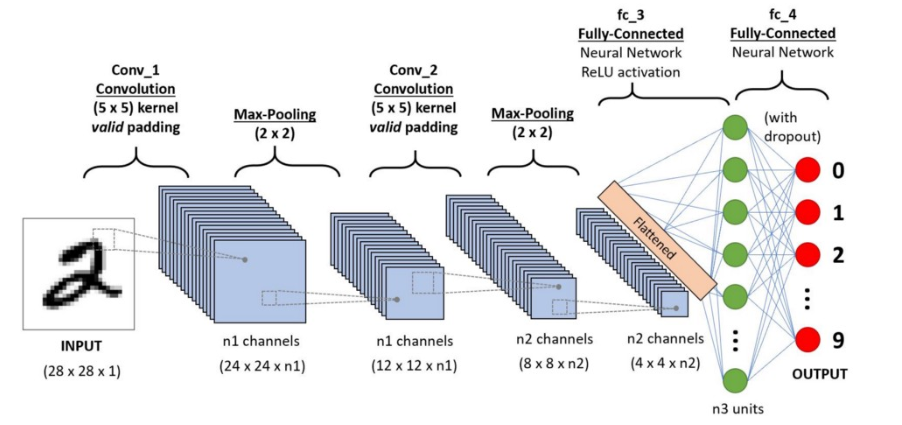 Conv_1
Convolution
(5 x 5) kernel
valid padding
Max-Pooling
(2 x 2)
Conv_2
Convolution
(5 x 5) kernel
valid padding
Max-Pooling
(2 x 2)
fc_3
Fully-Connected
Neural Network
ReLU activation
fc_4
Fully-Connected
Neural Network
(with
dropout)
Flattened
0
1
2
9
OUTPUT
2
INPUT
(28 x 28 x 1)
n1 channels
(24 x 24 x n1)
n1 channels
(12 x 12 x n1)
n2 channels
(8 x 8 x n2)
n2 channels
(4 x 4 x n2)
n3 units